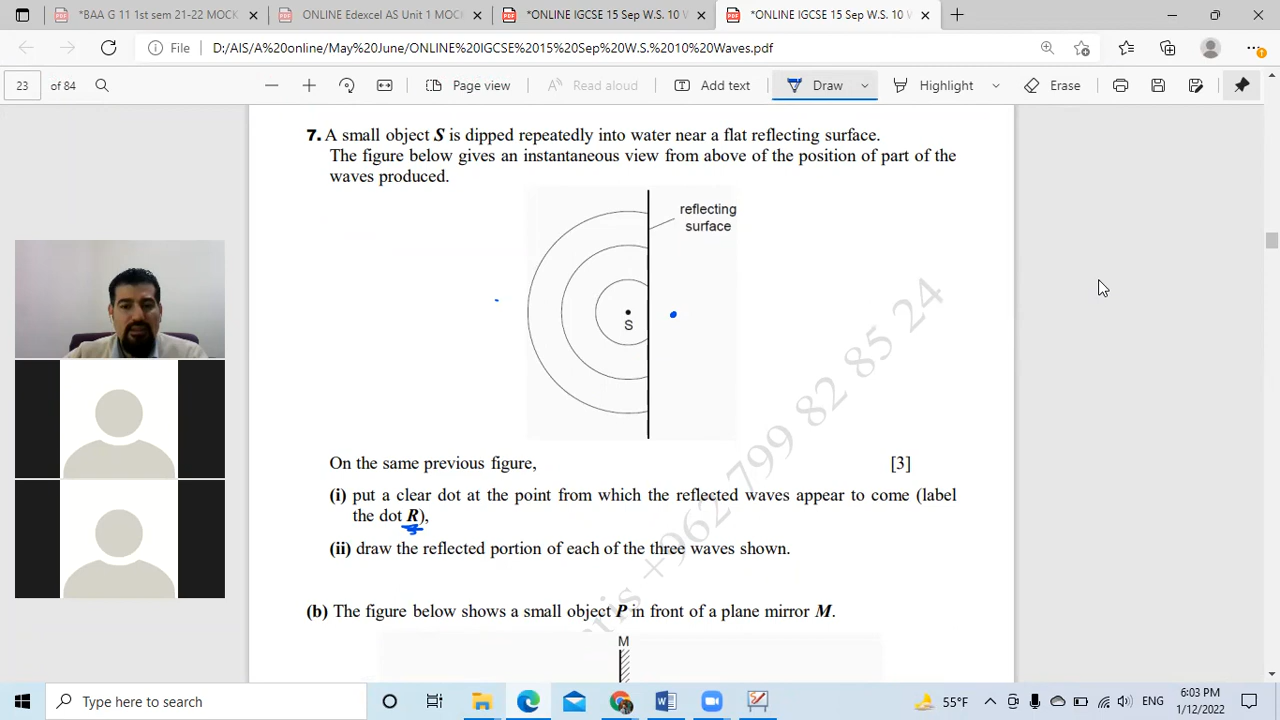 *BAA G 11 1st sem 21-22 MOCK
ONLINE Edexcel AS Unit 1 MOCK
*ONLINE IGCSE 15 Sep W.S. 10 W
*ONLINE IGCSE 15 Sep W.S. 10 W
File
D:/AIS/A%20online/May%20June/ONLINE%20IGCSE%2015%20Sep%20W.S.%2010%20Waves.pdf
23 of 84
Page view
Read aloud
Add text
Draw
Highlight
Erase
7. A small object S is dipped repeatedly into water near a flat reflecting surface.
The figure below gives an instantaneous view from above of the position of part of the
waves produced.
reflecting
surface
S
On the same previous figure, [3]
(i) put a clear dot at the point from which the reflected waves appear to come (label
the dot R),
(ii) draw the reflected portion of each of the three waves shown.
(b) The figure below shows a small object P in front of a plane mirror M.
M
+962 799 82 85 24
Type here to search
55°F
ENG
6:03 PM
1/12/2022